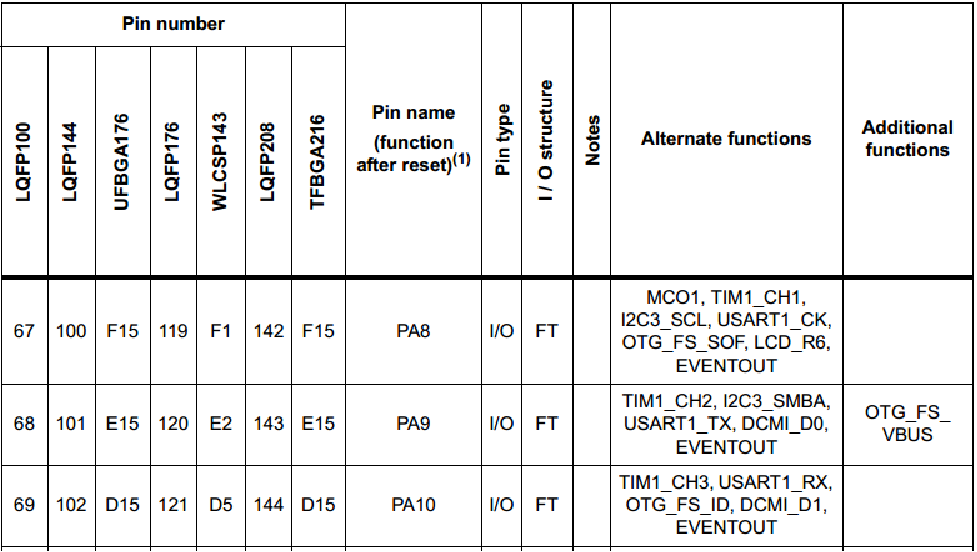 Pin number
LQFP100
LQFP144
UFBGA176
LQFP176
WLCSP143
LQFP208
TFBGA216
Pin name
(function
after reset)(1)
Pin type
I / O structure
Notes
Alternate functions
Additional
functions
67 100 F15 119 F1 142 F15 PA8 I/O FT
MCO1, TIM1_CH1,
I2C3_SCL, USART1_CK,
OTG_FS_SOF, LCD_R6,
EVENTOUT
68 101 E15 120 E2 143 E15 PA9 I/O FT
TIM1_CH2, I2C3_SMBA,
USART1_TX, DCMI_D0,
EVENTOUT
OTG_FS_
VBUS
69 102 D15 121 D5 144 D15 PA10 I/O FT
TIM1_CH3, USART1_RX,
OTG_FS_ID, DCMI_D1,
EVENTOUT